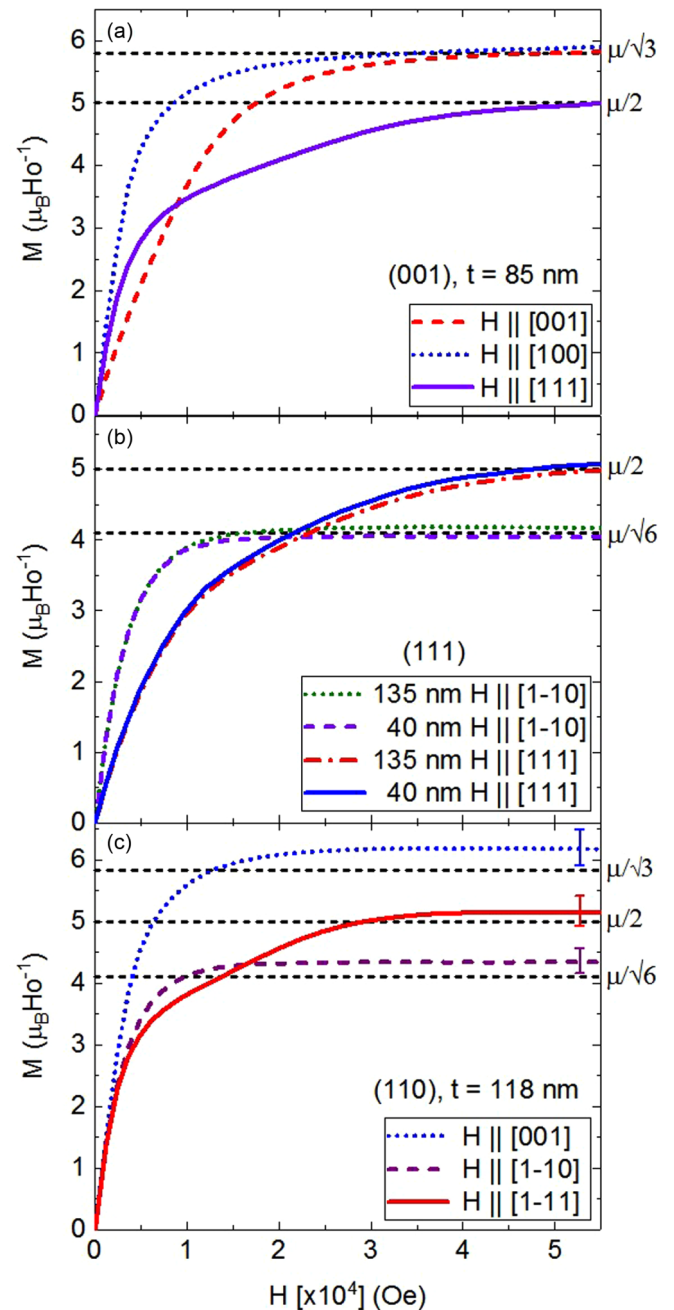 (a)
6
5
4
3
2
1
0
M (μBHo⁻¹)
μ/√3
μ/2
(001), t = 85 nm
H || [001]
H || [100]
H || [111]
(b)
5
4
3
2
1
0
M (μBHo⁻¹)
μ/2
μ/√6
(111)
135 nm H || [1-10]
40 nm H || [1-10]
135 nm H || [111]
40 nm H || [111]
(c)
6
5
4
3
2
1
0
M (μBHo⁻¹)
μ/√3
μ/2
μ/√6
(110), t = 118 nm
H || [001]
H || [1-10]
H || [1-11]
0 1 2 3 4 5
H [x10⁴] (Oe)